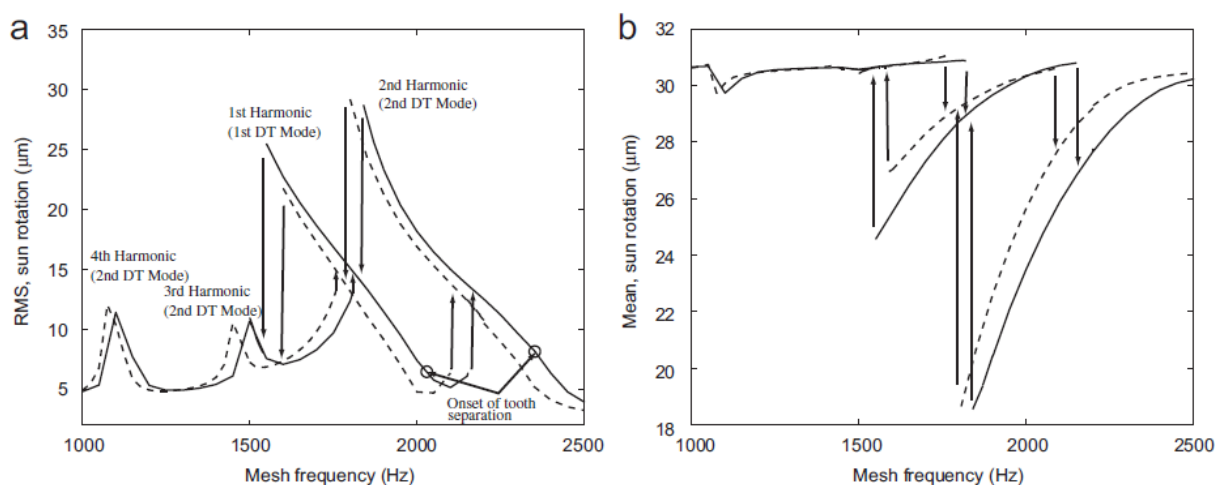 a
35
30
25
20
15
10
5
RMS, sun rotation (μm)
1st Harmonic
(1st DT Mode)
2nd Harmonic
(2nd DT Mode)
4th Harmonic
(2nd DT Mode)
3rd Harmonic
(2nd DT Mode)
Onset of tooth
separation
1000
1500
2000
2500
Mesh frequency (Hz)
b
32
30
28
26
24
22
20
18
Mean, sun rotation (μm)
1000
1500
2000
2500
Mesh frequency (Hz)